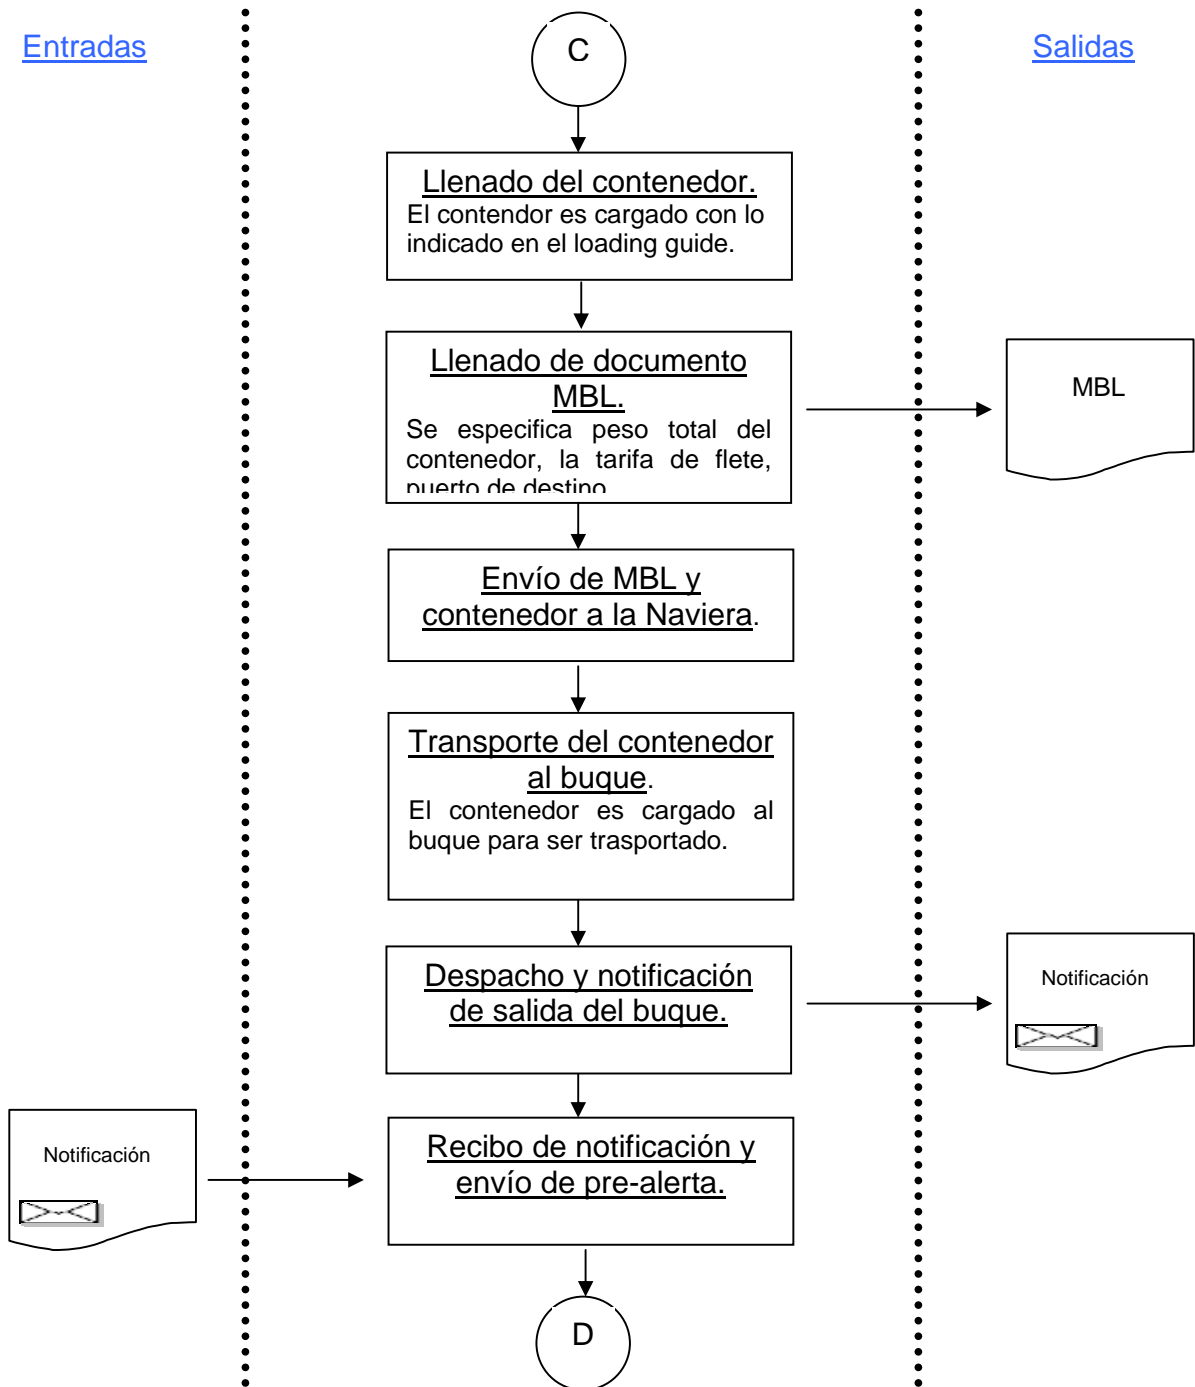 Entradas
C
Salidas
Llenado del contenedor.
El contendor es cargado con lo
indicado en el loading guide.
Llenado de documento
MBL.
Se especifica peso total del
contenedor, la tarifa de flete,
puerto de destino
MBL
Envío de MBL y
contenedor a la Naviera.
Transporte del contenedor
al buque.
El contenedor es cargado al
buque para ser trasportado.
Despacho y notificación
de salida del buque.
Notificación
Notificación
Recibo de notificación y
envío de pre-alerta.
D